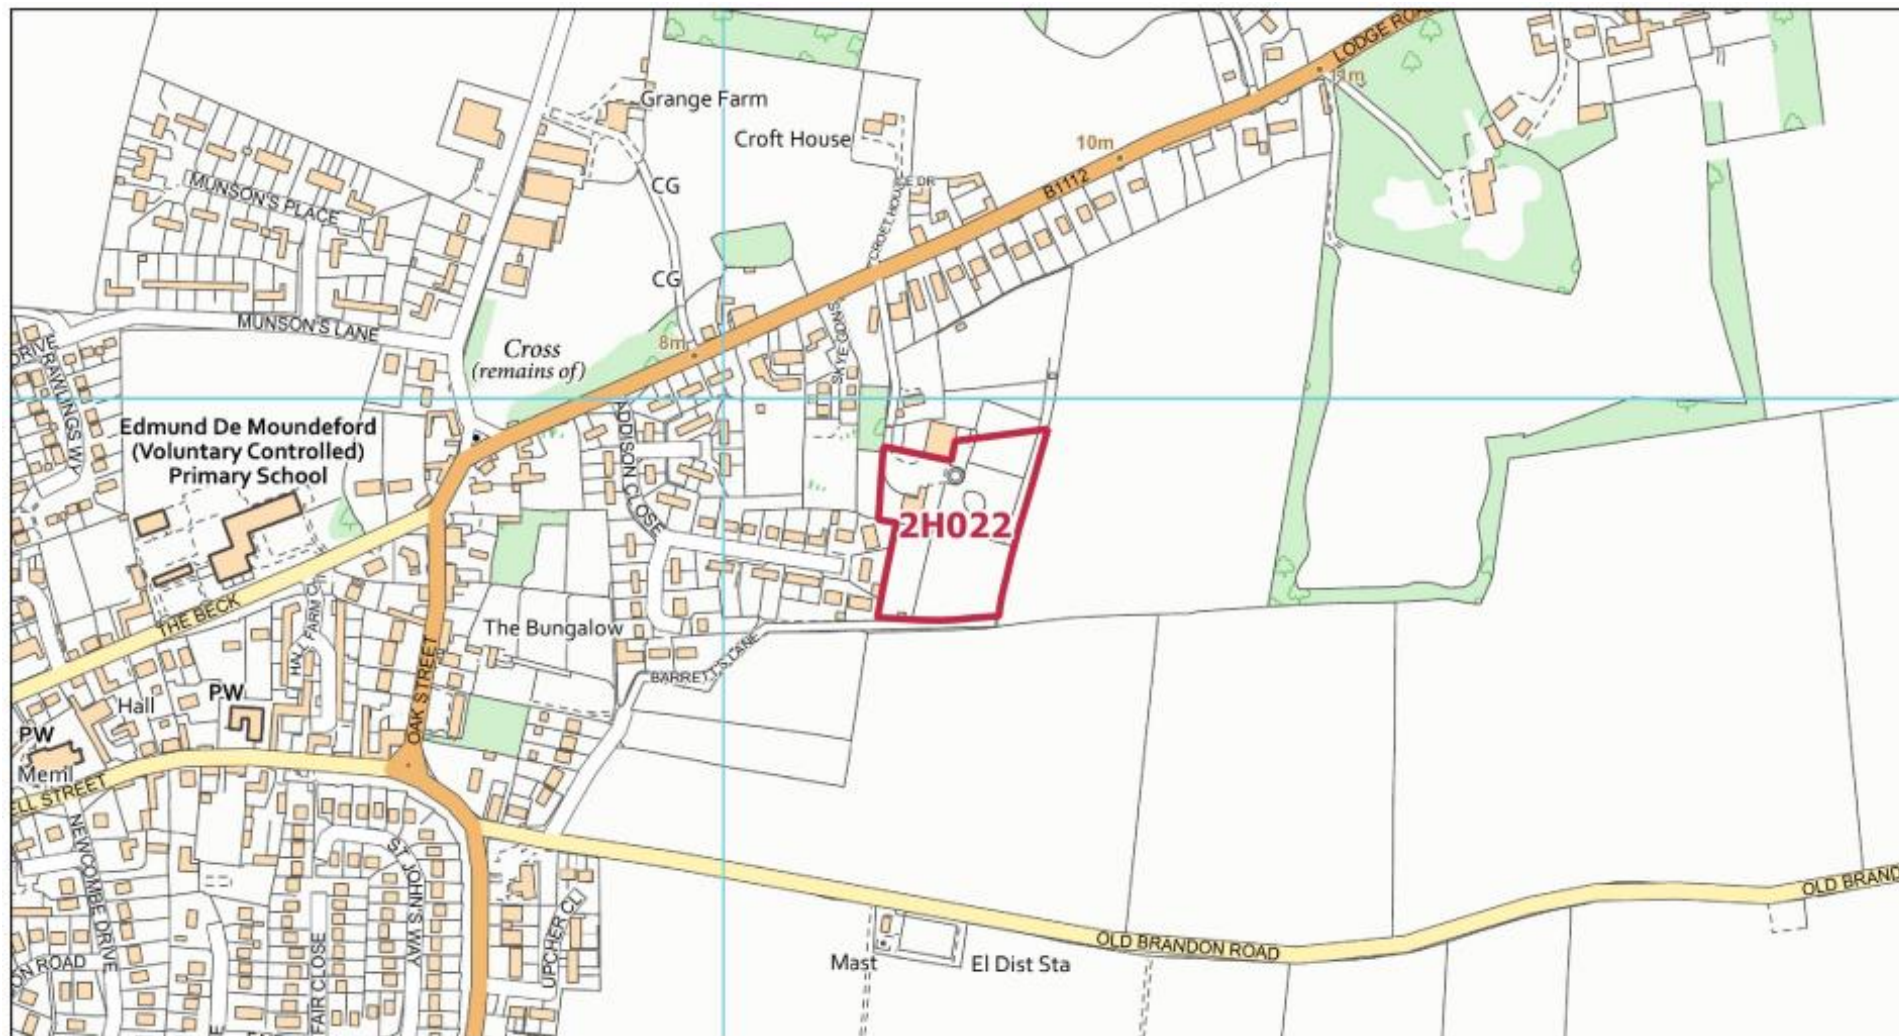 LODGE ROAD
11m
Grange Farm
Croft House
10m
B1112
CG
MUNSON'S PLACE
CROFT HOUSE DR
CG
MUNSON'S LANE
SKYE GDNS
8m
Cross
(remains of)
DRIVE
RAWLINGS WY
Edmund De Moundeford
(Voluntary Controlled)
Primary School
ADDISON CLOSE
2H022
THE BECK
HALL FARM
The Bungalow
OAK STREET
BARRETT'S LANE
PW
Hall
PW
Meml
ELL STREET
NEWCOMBE DRIVE
ST JOHN'S WAY
FAIR CLOSE
UPCHER CL
ON ROAD
OLD BRAND
OLD BRANDON ROAD
Mast
El Dist Sta